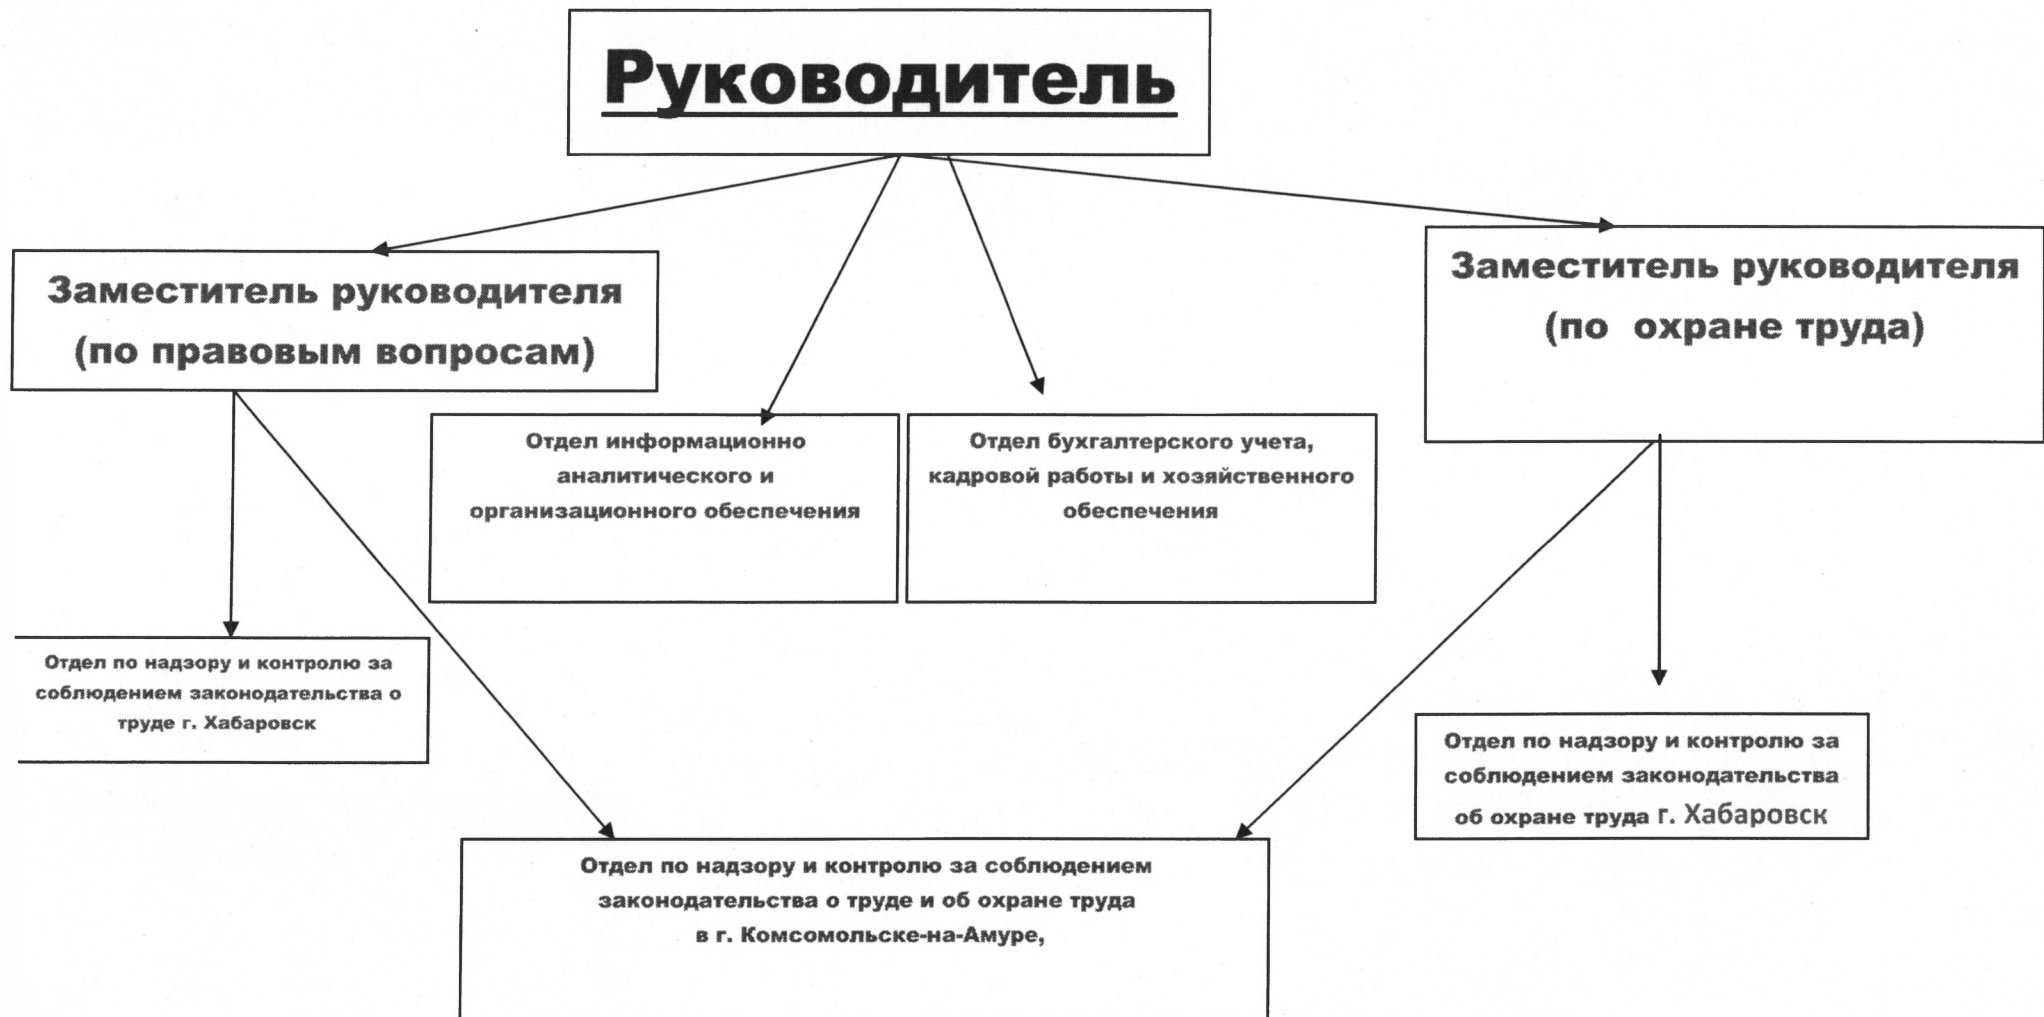 Руководитель
Заместитель руководителя
(по правовым вопросам)
Заместитель руководителя
(по охране труда)
Отдел информационно
аналитического и
организационного обеспечения
Отдел бухгалтерского учета,
кадровой работы и хозяйственного
обеспечения
Отдел по надзору и контролю за
соблюдением законодательства о
труде г. Хабаровск
Отдел по надзору и контролю за
соблюдением законодательства
об охране труда г. Хабаровск
Отдел по надзору и контролю за соблюдением
законодательства о труде и об охране труда
в г. Комсомольске-на-Амуре,